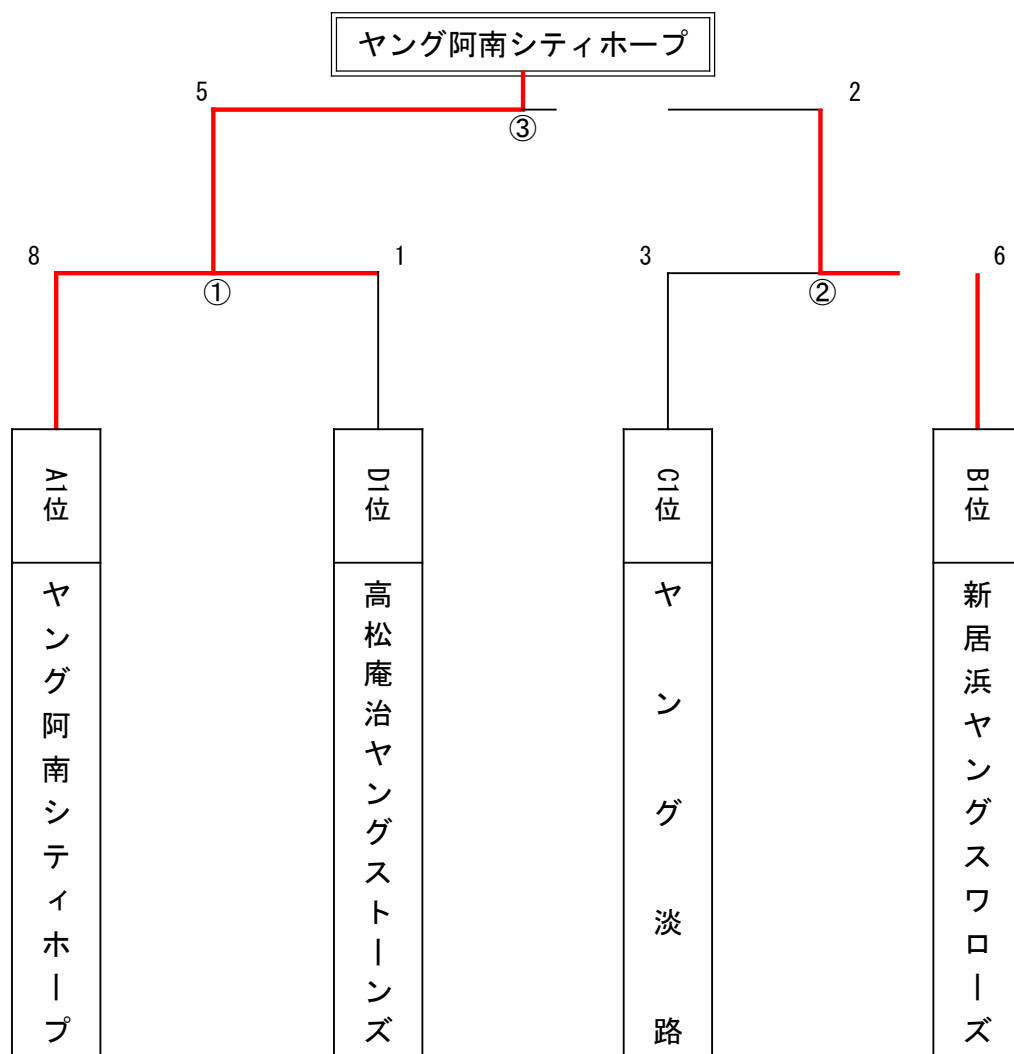 ヤング阿南シティホープ
5
2
③
8
1
3
6
①
②
A1位
D1位
C1位
B1位
ヤング阿南シティホープ
高松庵治ヤングストーンズ
ヤング淡路
新居浜ヤングスワローズ